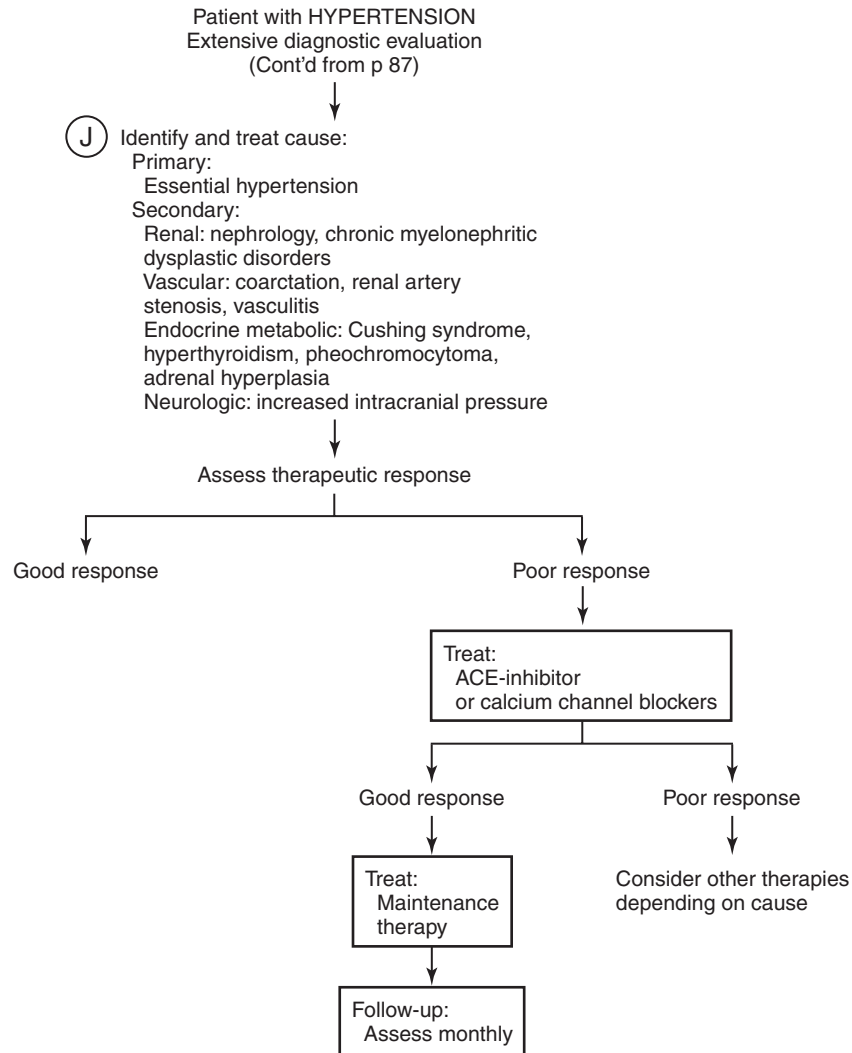 Patient with HYPERTENSION
Extensive diagnostic evaluation
(Cont'd from p 87)
J
Identify and treat cause:
Primary:
Essential hypertension
Secondary:
Renal: nephrology, chronic myelonephritic
dysplastic disorders
Vascular: coarctation, renal artery
stenosis, vasculitis
Endocrine metabolic: Cushing syndrome,
hyperthyroidism, pheochromocytoma,
adrenal hyperplasia
Neurologic: increased intracranial pressure
Assess therapeutic response
Good response
Poor response
Treat:
ACE-inhibitor
or calcium channel blockers
Good response
Poor response
Treat:
Maintenance
therapy
Consider other therapies
depending on cause
Follow-up:
Assess monthly